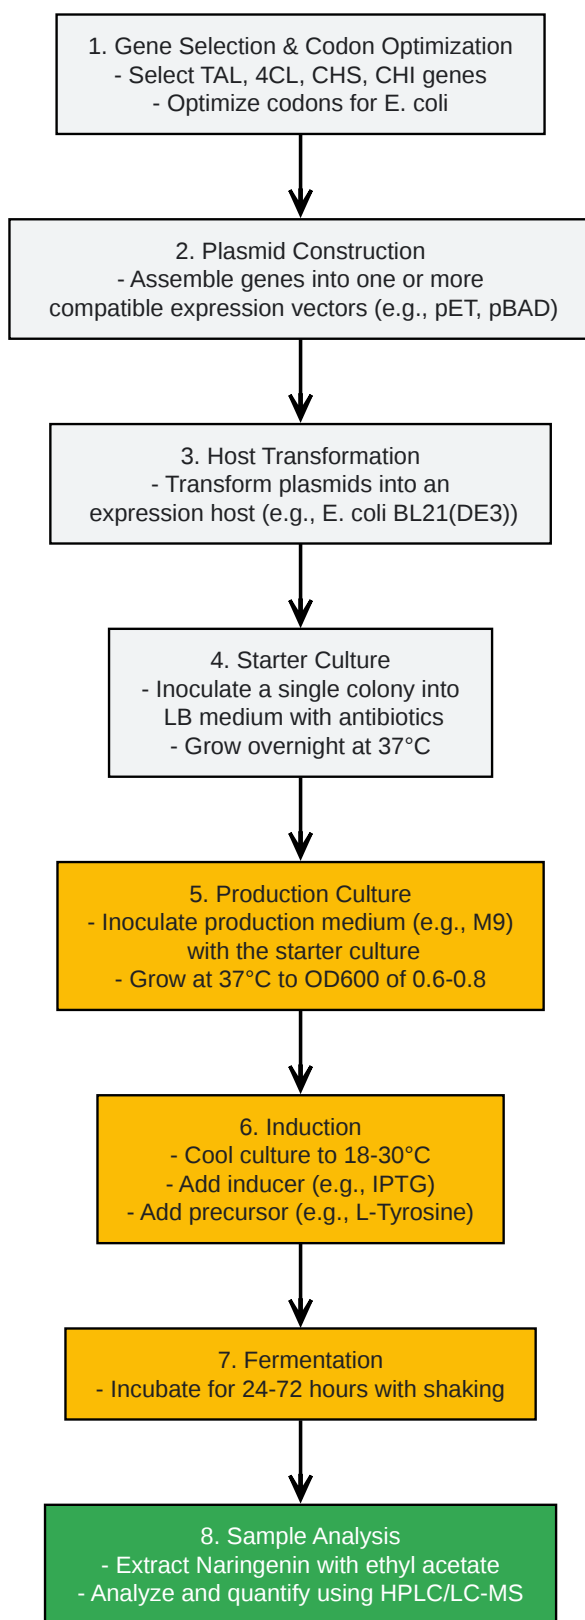 1. Gene Selection & Codon Optimization
- Select TAL, 4CL, CHS, CHI genes
- Optimize codons for E. coli
2. Plasmid Construction
- Assemble genes into one or more
compatible expression vectors (e.g., pET, pBAD)
3. Host Transformation
- Transform plasmids into an
expression host (e.g., E. coli BL21(DE3))
4. Starter Culture
- Inoculate a single colony into
LB medium with antibiotics
- Grow overnight at 37°C
5. Production Culture
- Inoculate production medium (e.g., M9)
with the starter culture
- Grow at 37°C to OD600 of 0.6-0.8
6. Induction
- Cool culture to 18-30°C
- Add inducer (e.g., IPTG)
- Add precursor (e.g., L-Tyrosine)
7. Fermentation
- Incubate for 24-72 hours with shaking
8. Sample Analysis
- Extract Naringenin with ethyl acetate
- Analyze and quantify using HPLC/LC-MS